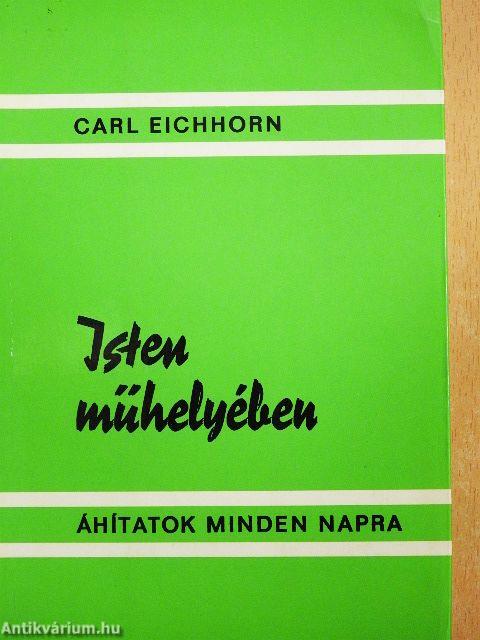 CARL EICHHORN
Isten
műhelyében
ÁHÍTATOK MINDEN NAPRA
Antikvárium.hu